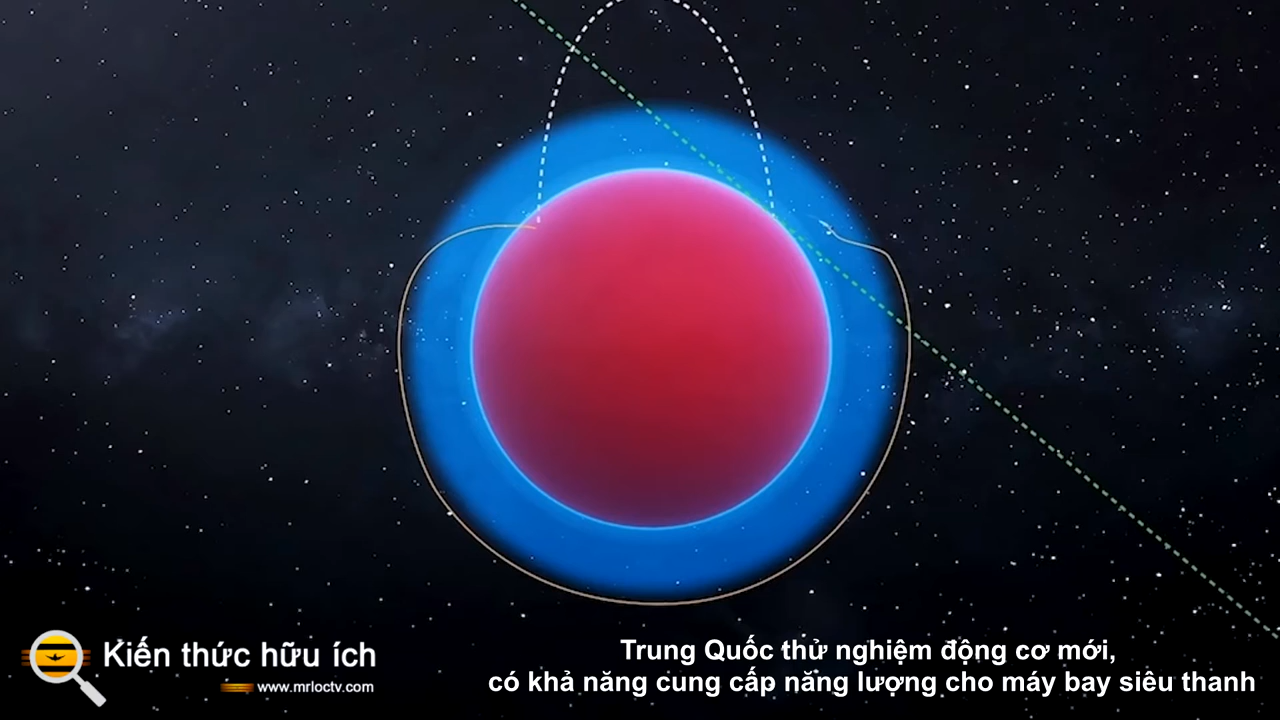 Kiến thức hữu ích
www.mrloctv.com
Trung Quốc thử nghiệm động cơ mới,
có khả năng cung cấp năng lượng cho máy bay siêu thanh